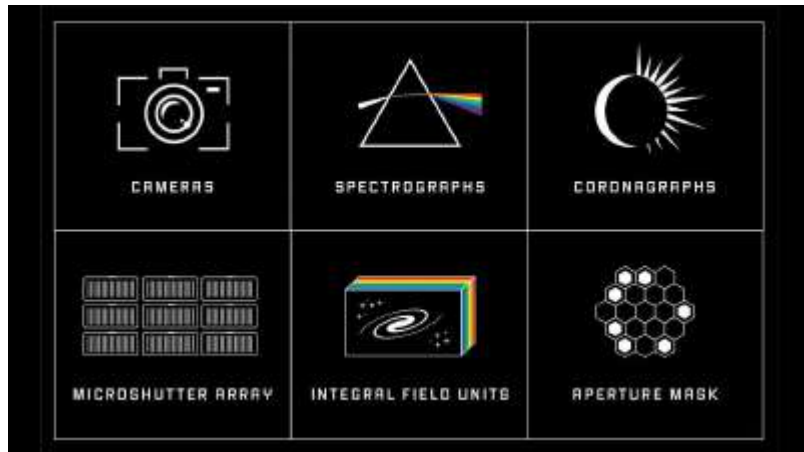 CAMERAS
SPECTROGRAPHS
CORONAGRAPHS
MICROSHUTTER ARRAY
INTEGRAL FIELD UNITS
APERTURE MASK